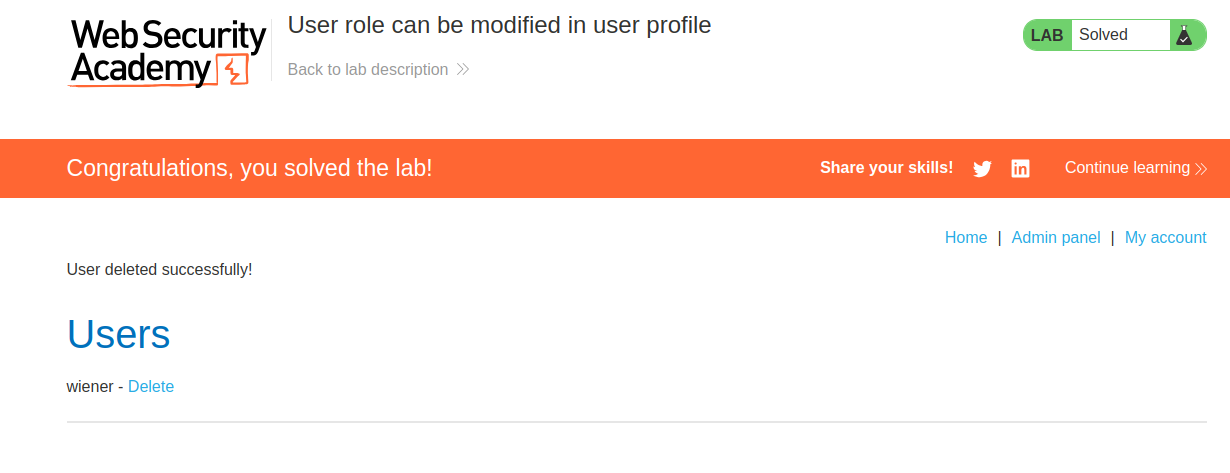 Web Security
Academy
User role can be modified in user profile
Back to lab description
LAB Solved
Congratulations, you solved the lab!
Share your skills!
in
Continue learning
Home | Admin panel | My account
User deleted successfully!
Users
wiener - Delete